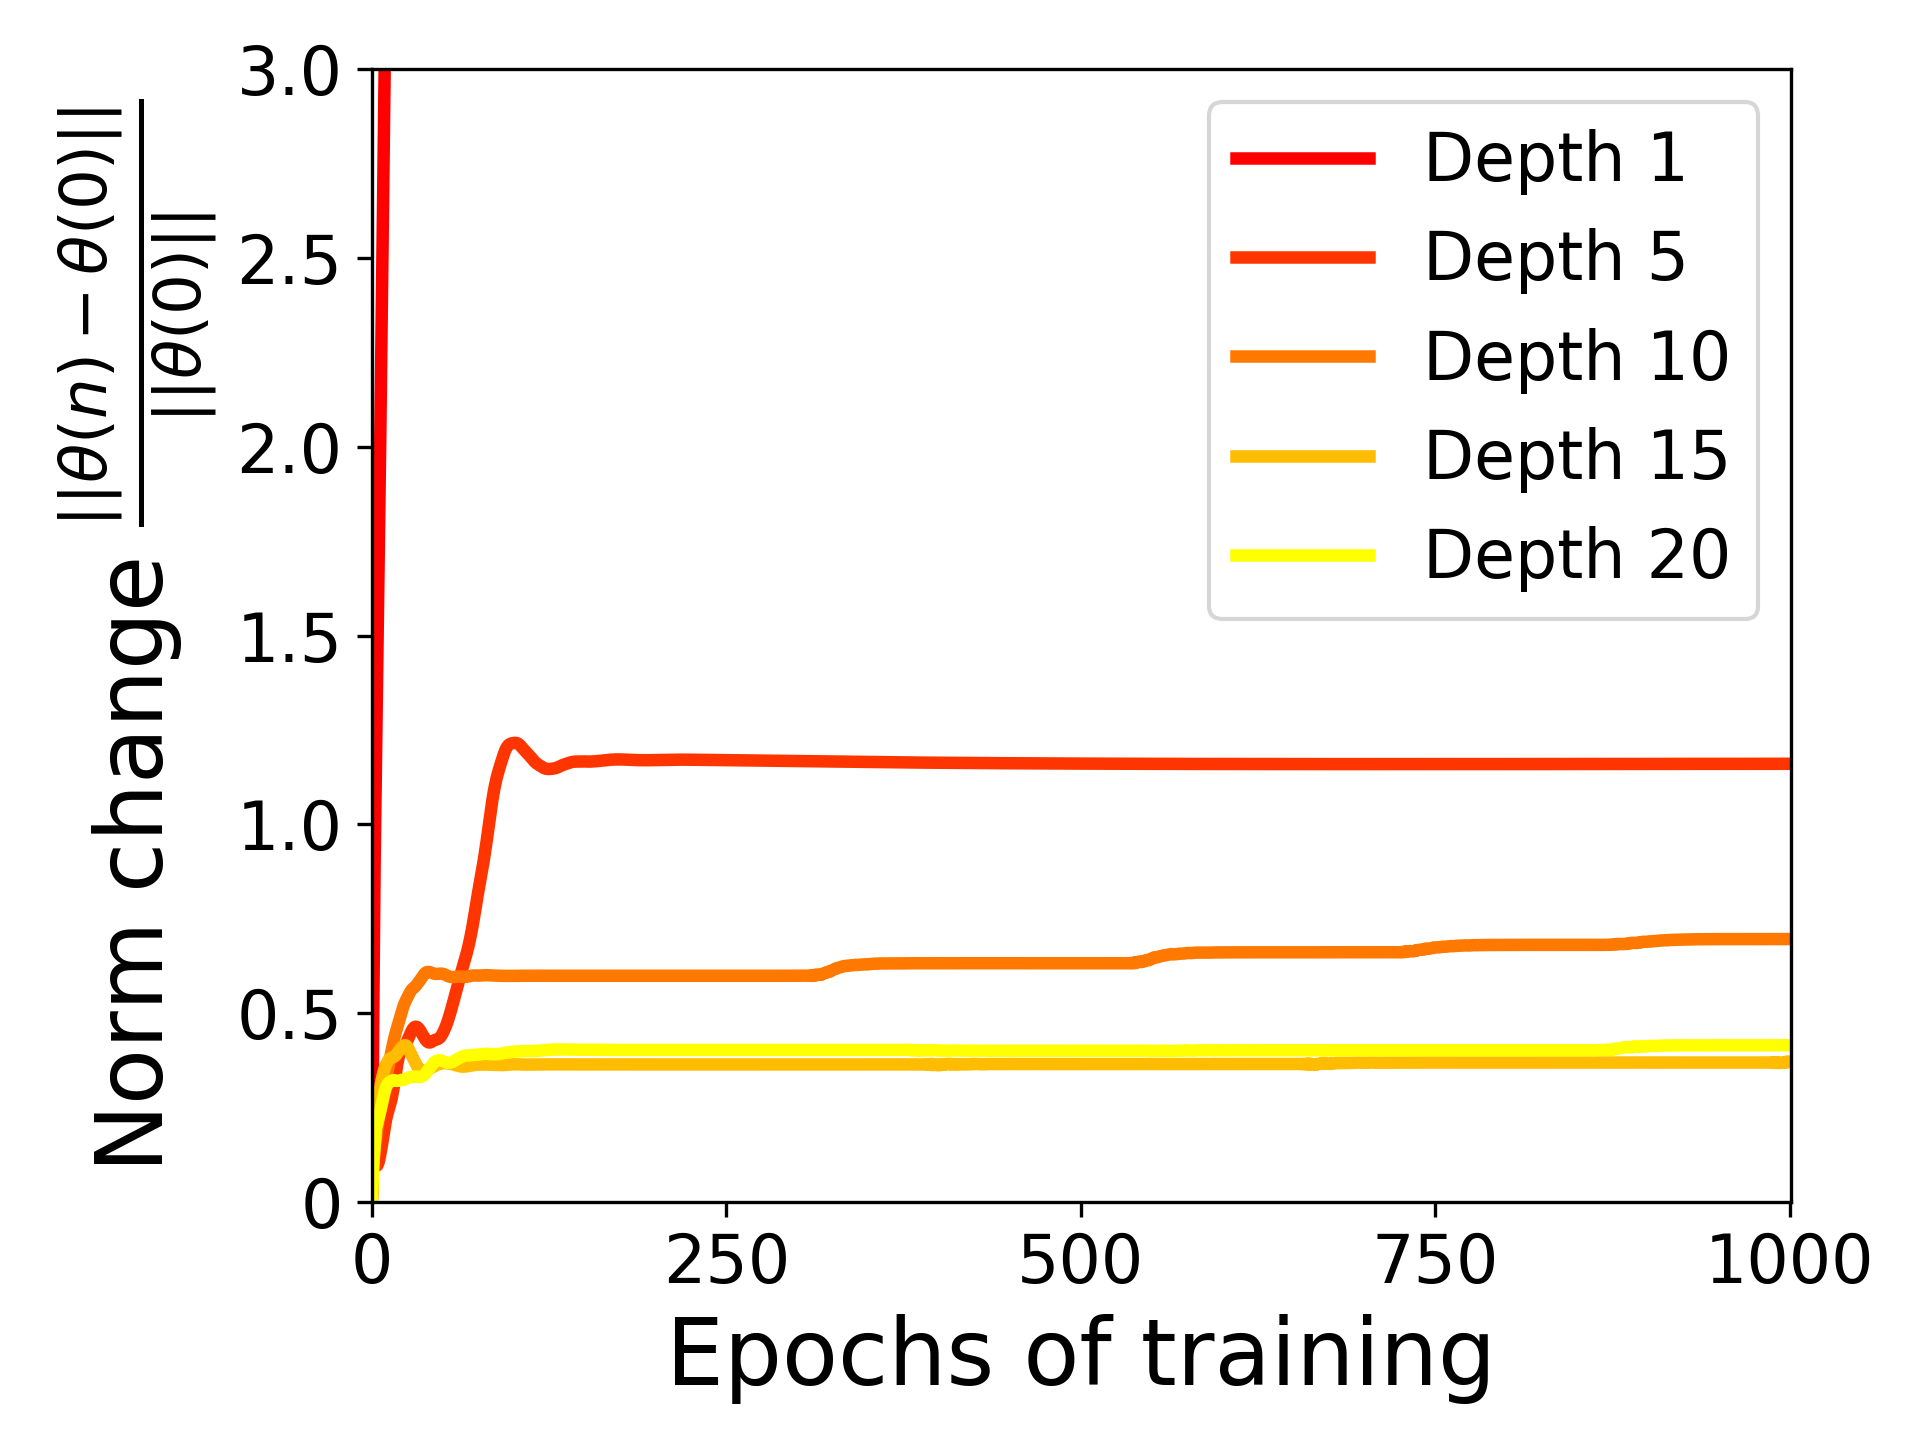 Norm change ||θ(n) − θ(0)|| / ||θ(0)||
3.0
2.5
2.0
1.5
1.0
0.5
0
0 250 500 750 1000
Epochs of training
Depth 1
Depth 5
Depth 10
Depth 15
Depth 20